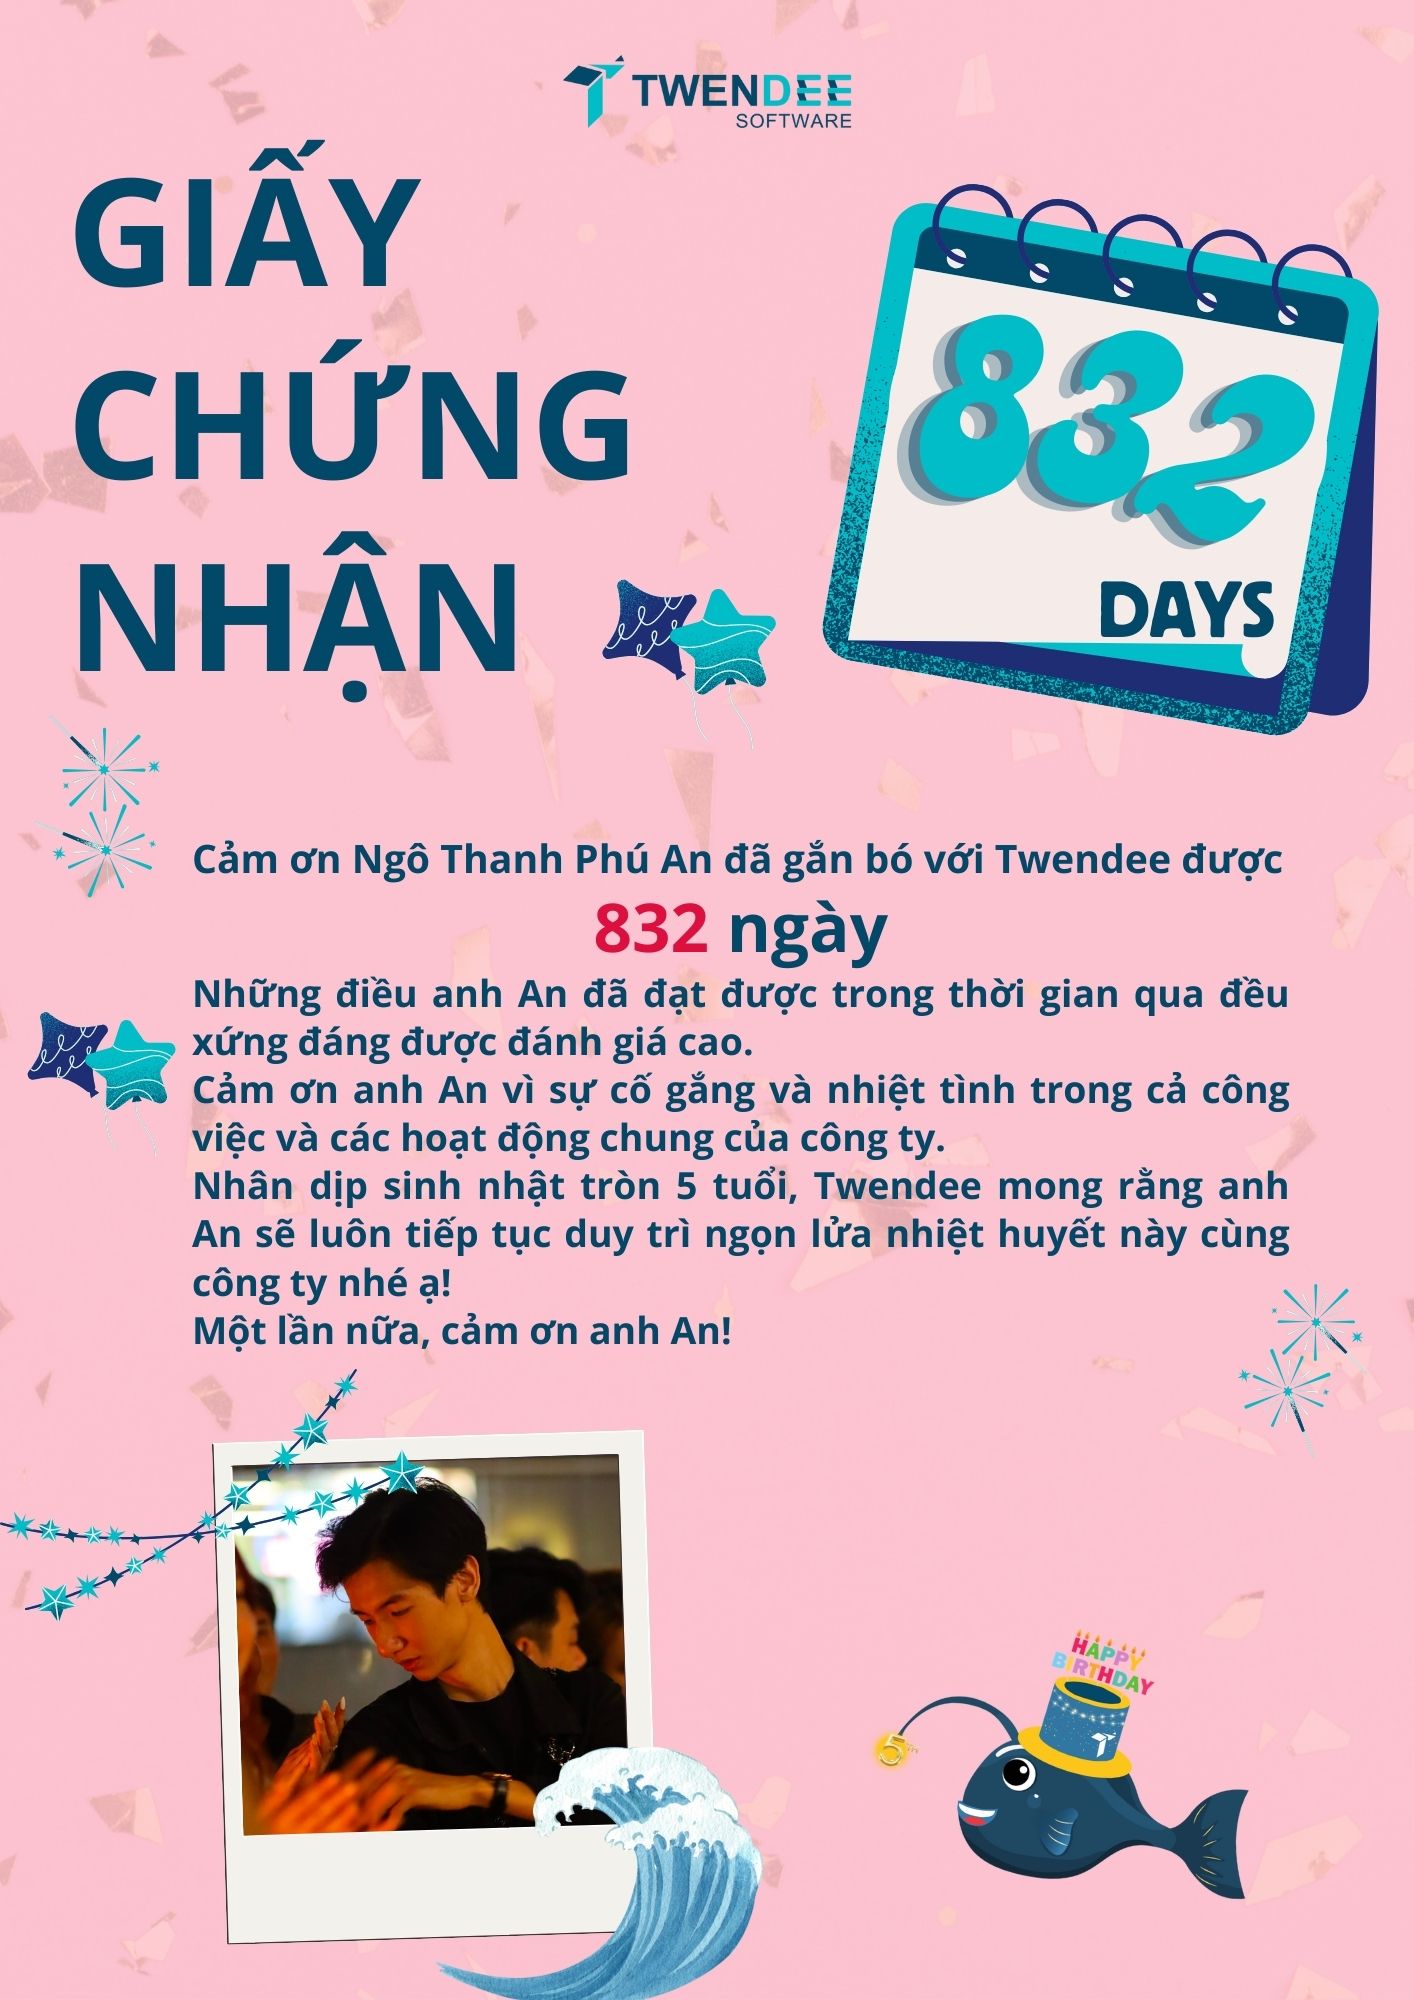 TWENDEE
SOFTWARE
GIẤY
CHỨNG
NHẬN
832
DAYS
Cảm ơn Ngô Thanh Phú An đã gắn bó với Twendee được
832 ngày
Những điều anh An đã đạt được trong thời gian qua đều
xứng đáng được đánh giá cao.
Cảm ơn anh An vì sự cố gắng và nhiệt tình trong cả công
việc và các hoạt động chung của công ty.
Nhân dịp sinh nhật tròn 5 tuổi, Twendee mong rằng anh
An sẽ luôn tiếp tục duy trì ngọn lửa nhiệt huyết này cùng
công ty nhé ạ!
Một lần nữa, cảm ơn anh An!
HAPPY
BIRTHDAY
5